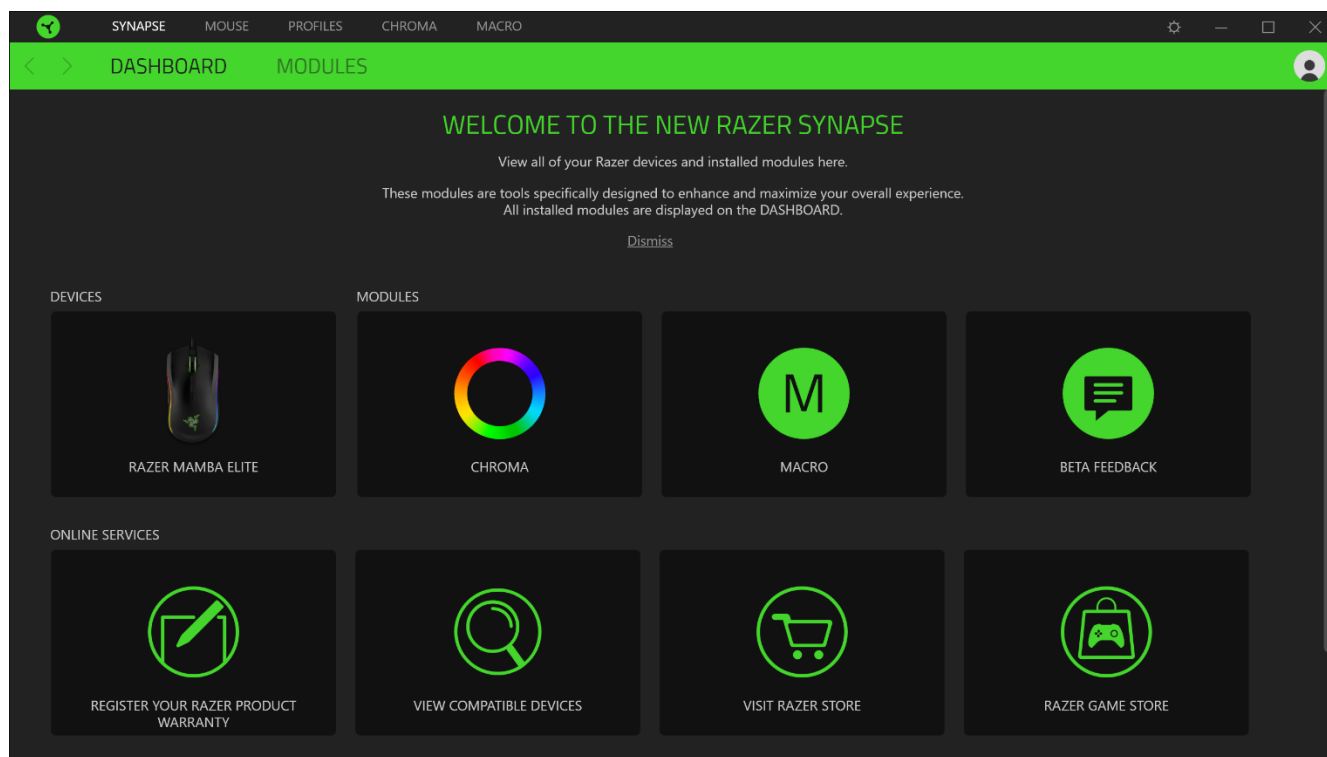 SYNAPSE MOUSE PROFILES CHROMA MACRO
DASHBOARD MODULES
WELCOME TO THE NEW RAZER SYNAPSE
View all of your Razer devices and installed modules here.
These modules are tools specifically designed to enhance and maximize your overall experience.
All installed modules are displayed on the DASHBOARD.
Dismiss
DEVICES MODULES
M
RAZER MAMBA ELITE CHROMA MACRO BETA FEEDBACK
ONLINE SERVICES
REGISTER YOUR RAZER PRODUCT VIEW COMPATIBLE DEVICES VISIT RAZER STORE RAZER GAME STORE
WARRANTY